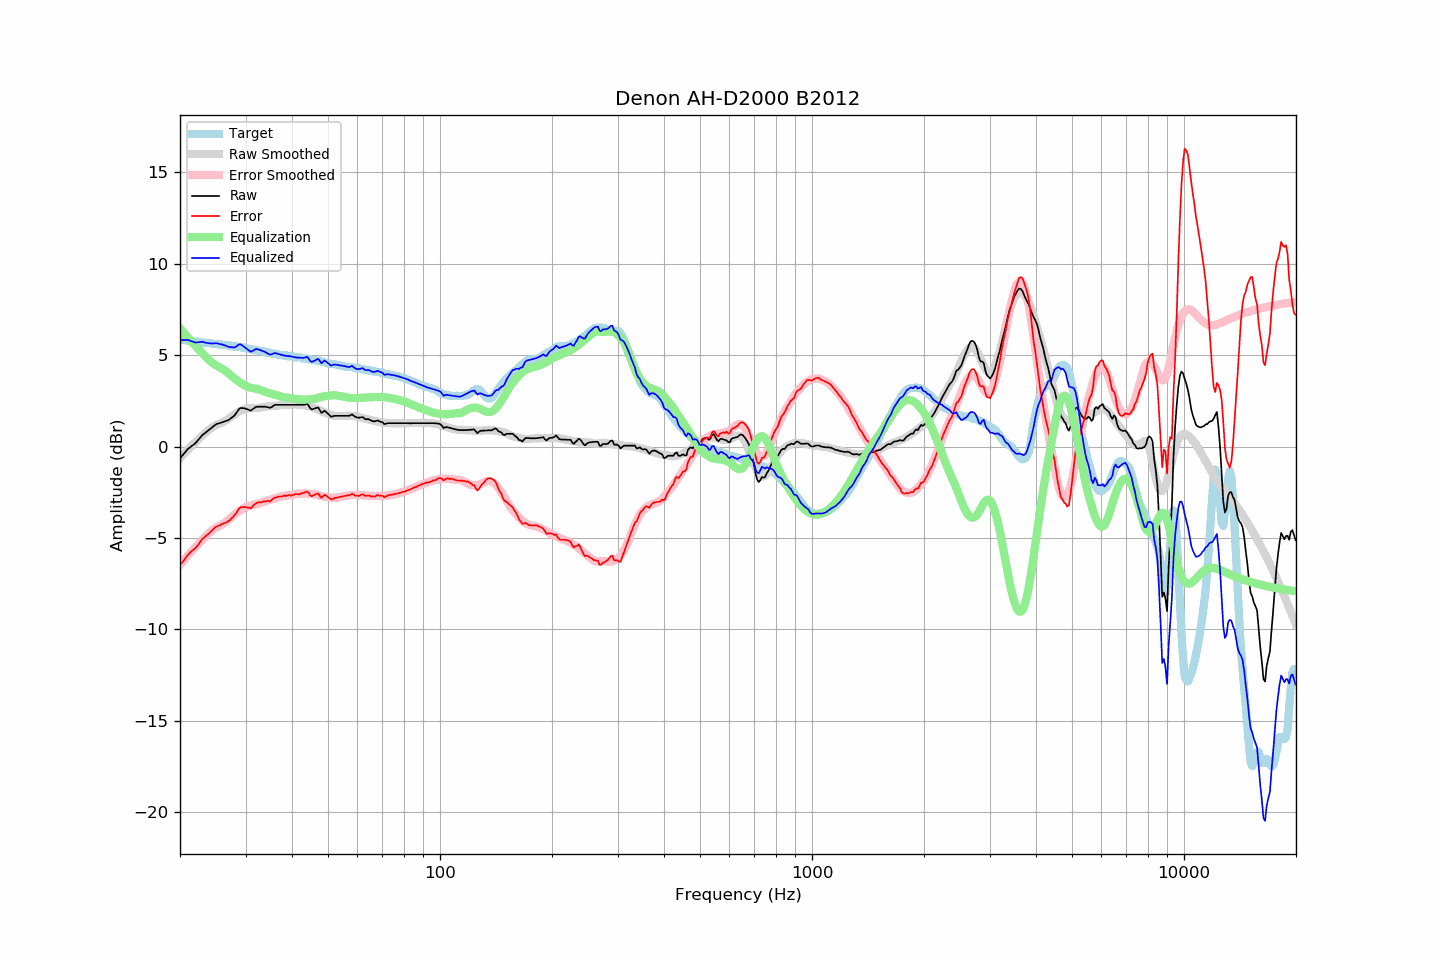 Denon AH-D2000 B2012
Target
Raw Smoothed
Error Smoothed
Raw
Error
Equalization
Equalized
15
10
5
0
−5
−10
−15
−20
Amplitude (dBr)
100
1000
10000
Frequency (Hz)